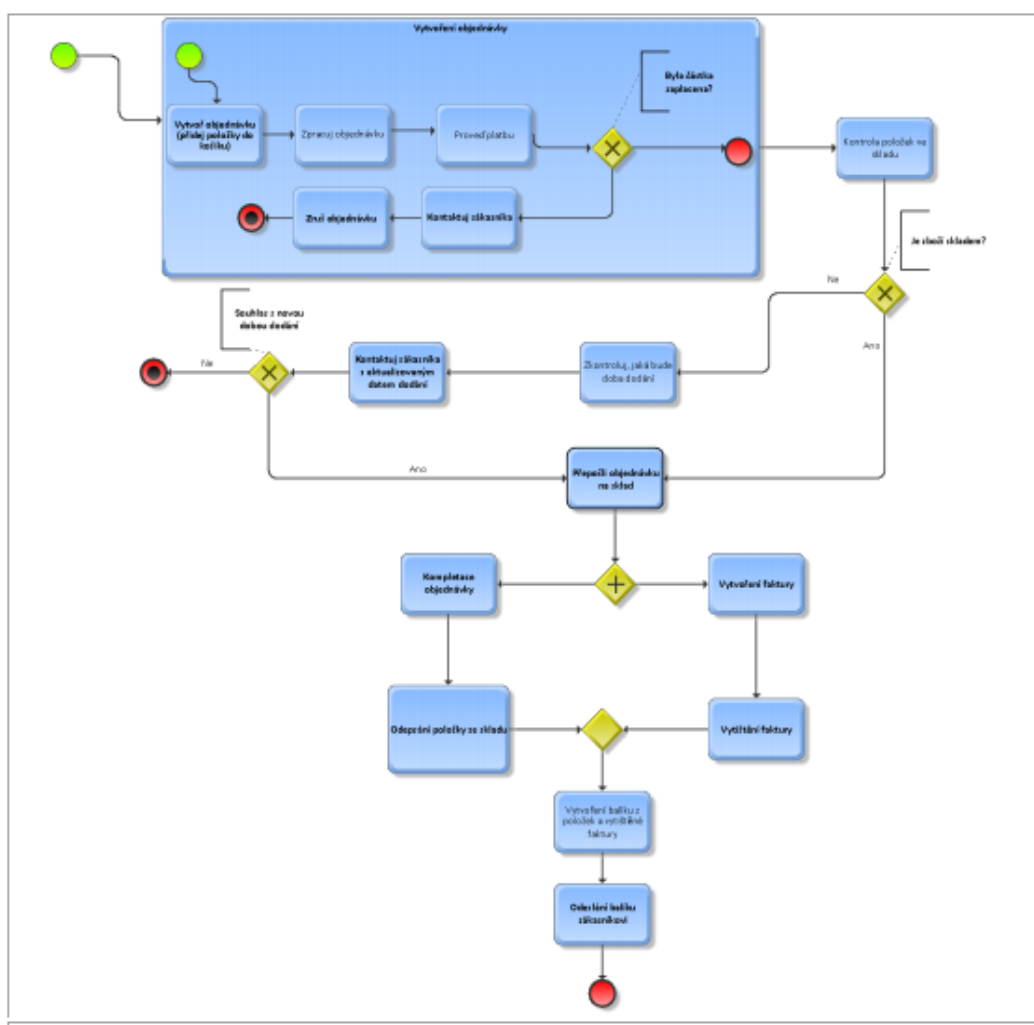 Vytvoření objednávky
Byla částka
zaplacena?
Vytvoř objednávku
(přidej položky do
košíku)
Zpracuj objednávku
Proveď platbu
Kontrola položek na
skladu
Zruš objednávku
Kontaktuj zákazníka
Je zboží skladem?
Ne
Ano
Souhlas s novou
dobou dodání
Ne
Kontaktuj zákazníka
s aktualizovaným
datem dodání
Zkontroluj, jaká bude
doba dodání
Ano
Přepošli objednávku
na sklad
Kompletace
objednávky
Vytvoření faktury
Odepsání položky ze skladu
Vytištění faktury
Vytvoření balíku z
položek a vytištěné
faktury
Odeslání balíku
zákazníkovi